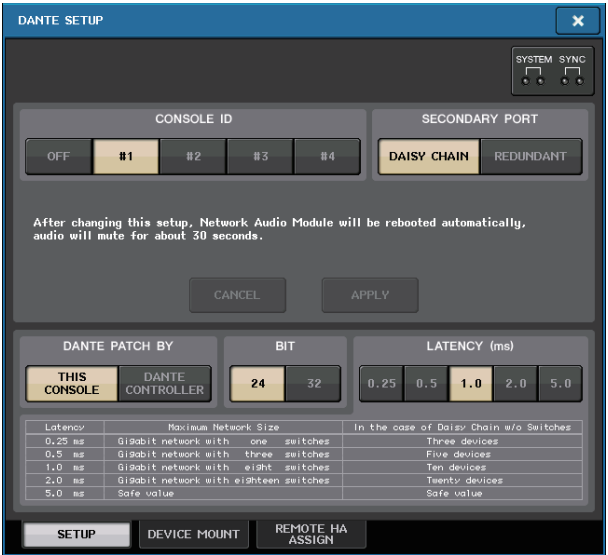 DANTE SETUP
SYSTEM SYNC
CONSOLE ID
SECONDARY PORT
OFF #1 #2 #3 #4
DAISY CHAIN REDUNDANT
After changing this setup, Network Audio Module will be rebooted automatically,
audio will mute for about 30 seconds.
CANCEL APPLY
DANTE PATCH BY
BIT
LATENCY (ms)
THIS CONSOLE DANTE CONTROLLER
24 32
0.25 0.5 1.0 2.0 5.0
Latency Maximum Network Size In the case of Daisy Chain w/o Switches
0.25 ms Gigabit network with one switches Three devices
0.5 ms Gigabit network with three switches Five devices
1.0 ms Gigabit network with eight switches Ten devices
2.0 ms Gigabit network with eighteen switches Twenty devices
5.0 ms Safe value Safe value
SETUP DEVICE MOUNT REMOTE HA ASSIGN